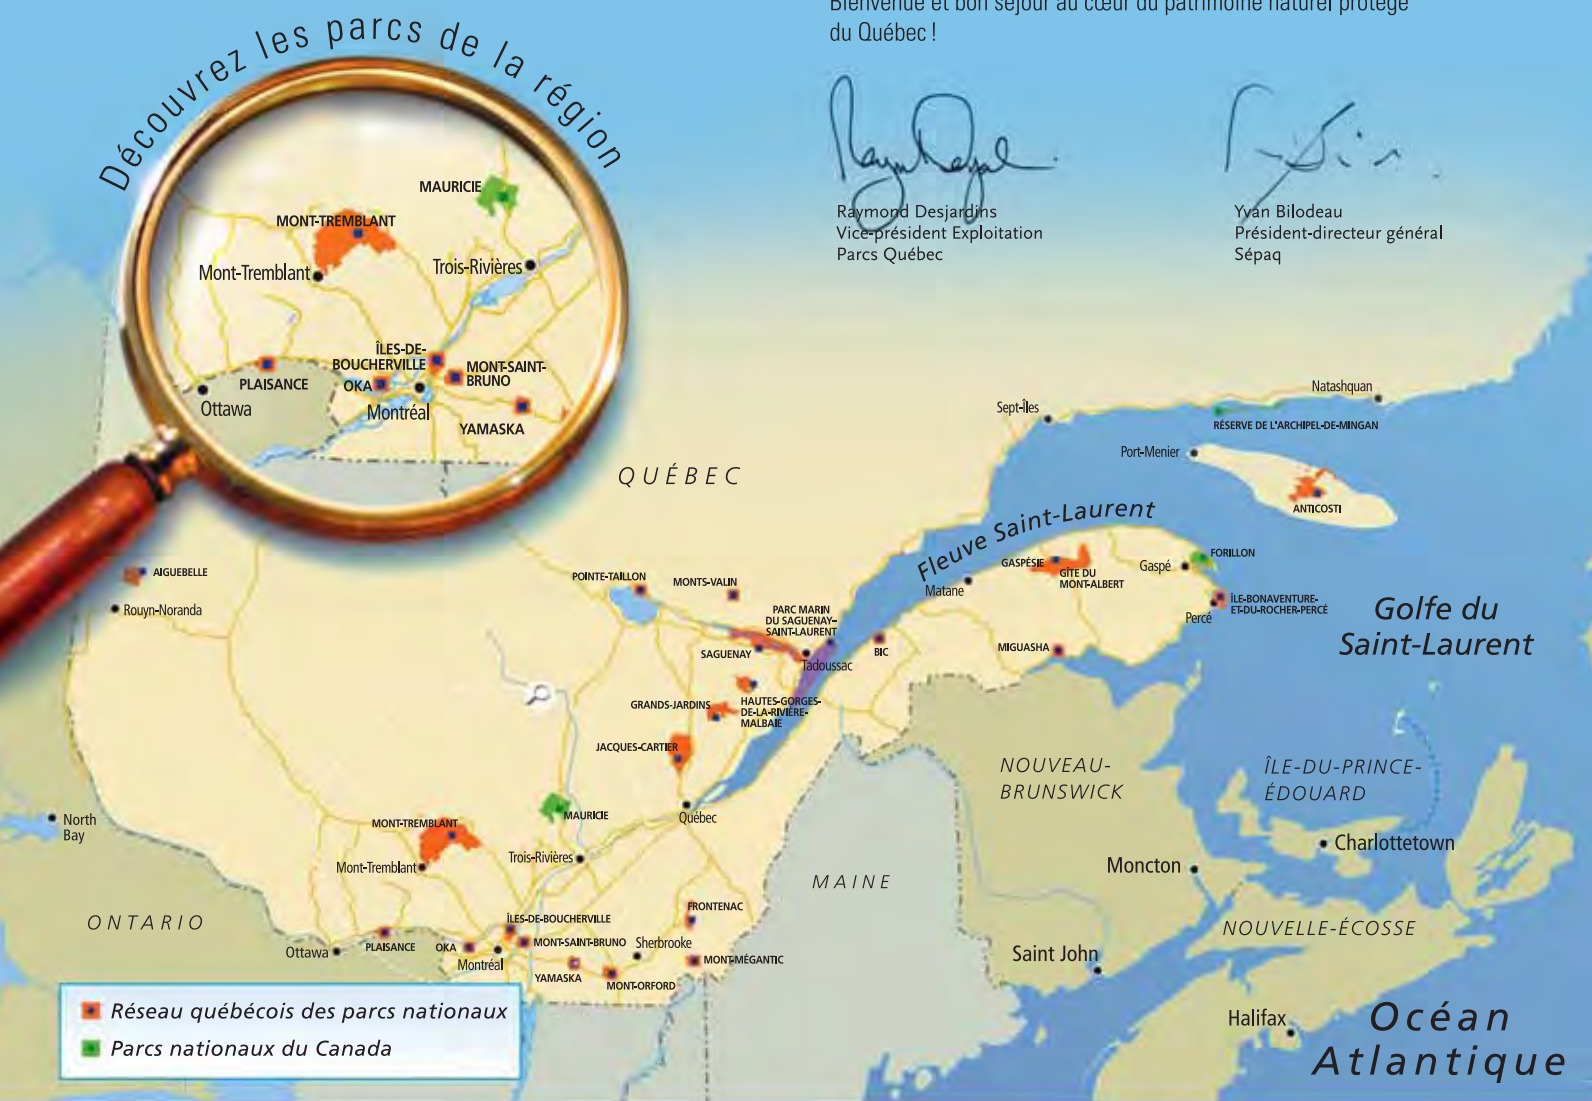 Bienvenue et bon séjour au cœur du patrimoine naturel protégé
du Québec !
Découvrez les parcs de la région
Raymond Desjardins
Vice-président Exploitation
Parcs Québec
Yvan Bilodeau
Président-directeur général
Sépaq
MAURICIE
MONT-TREMBLANT
Mont-Tremblant
Trois-Rivières
ÎLES-DE-
BOUCHERVILLE
MONT-SAINT-
BRUNO
PLAISANCE
OKA
Ottawa
Montréal
YAMASKA
QUÉBEC
Sept-Îles
Natashquan
RÉSERVE DE L'ARCHIPEL-DE-MINGAN
Port-Menier
ANTICOSTI
Fleuve Saint-Laurent
AIGUEBELLE
Rouyn-Noranda
POINTE-TAILLON
MONTS-VALIN
PARC MARIN
DU SAGUENAY–
SAINT-LAURENT
SAGUENAY
Tadoussac
BIC
Matane
GASPÉSIE
GÎTE DU
MONT-ALBERT
Gaspé
FORILLON
ÎLE-BONAVENTURE-
ET-DU-ROCHER-PERCÉ
Percé
MIGUASHA
Golfe du
Saint-Laurent
GRANDS-JARDINS
HAUTES-GORGES-
DE-LA-RIVIÈRE-
MALBAIE
JACQUES-CARTIER
Québec
NOUVEAU-
BRUNSWICK
ÎLE-DU-PRINCE-
ÉDOUARD
Charlottetown
North
Bay
MONT-TREMBLANT
MAURICIE
Mont-Tremblant
Trois-Rivières
MAINE
Moncton
ONTARIO
FRONTENAC
ÎLES-DE-BOUCHERVILLE
NOUVELLE-ÉCOSSE
Ottawa
PLAISANCE
OKA
MONT-SAINT-BRUNO
Sherbrooke
Montréal
YAMASKA
MONT-ORFORD
MONT-MÉGANTIC
Saint John
Halifax
Océan
Atlantique
Réseau québécois des parcs nationaux
Parcs nationaux du Canada